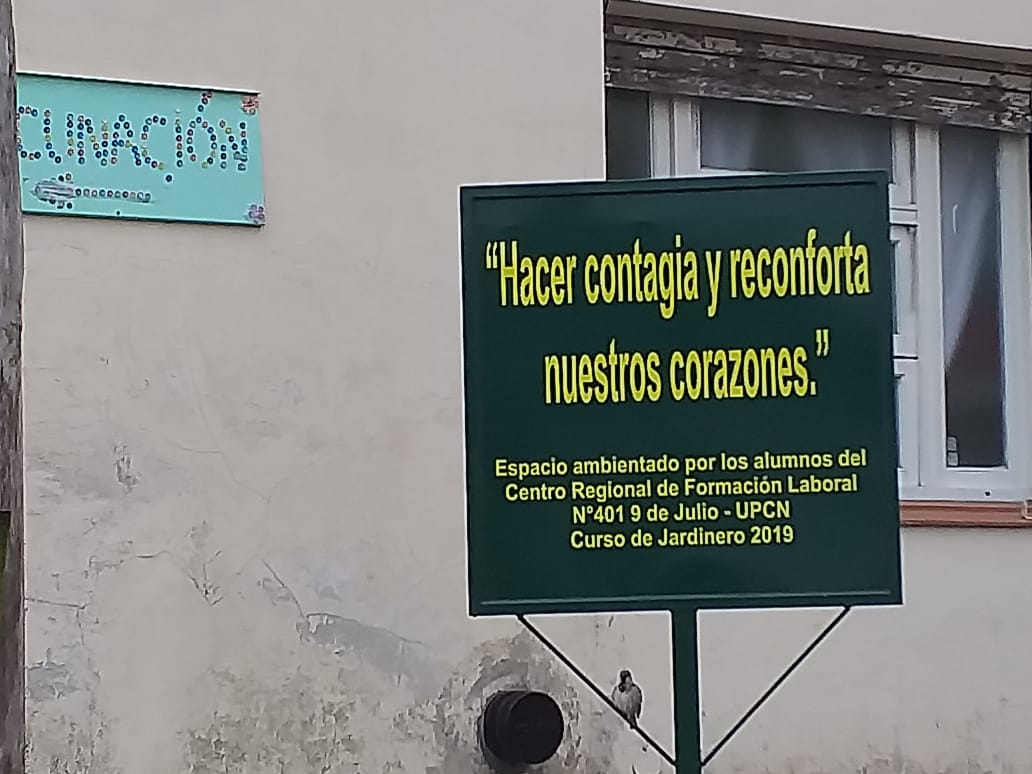 CUNACIÓN
“Hacer contagia y reconforta
nuestros corazones.”
Espacio ambientado por los alumnos del
Centro Regional de Formación Laboral
N°401 9 de Julio - UPCN
Curso de Jardinero 2019